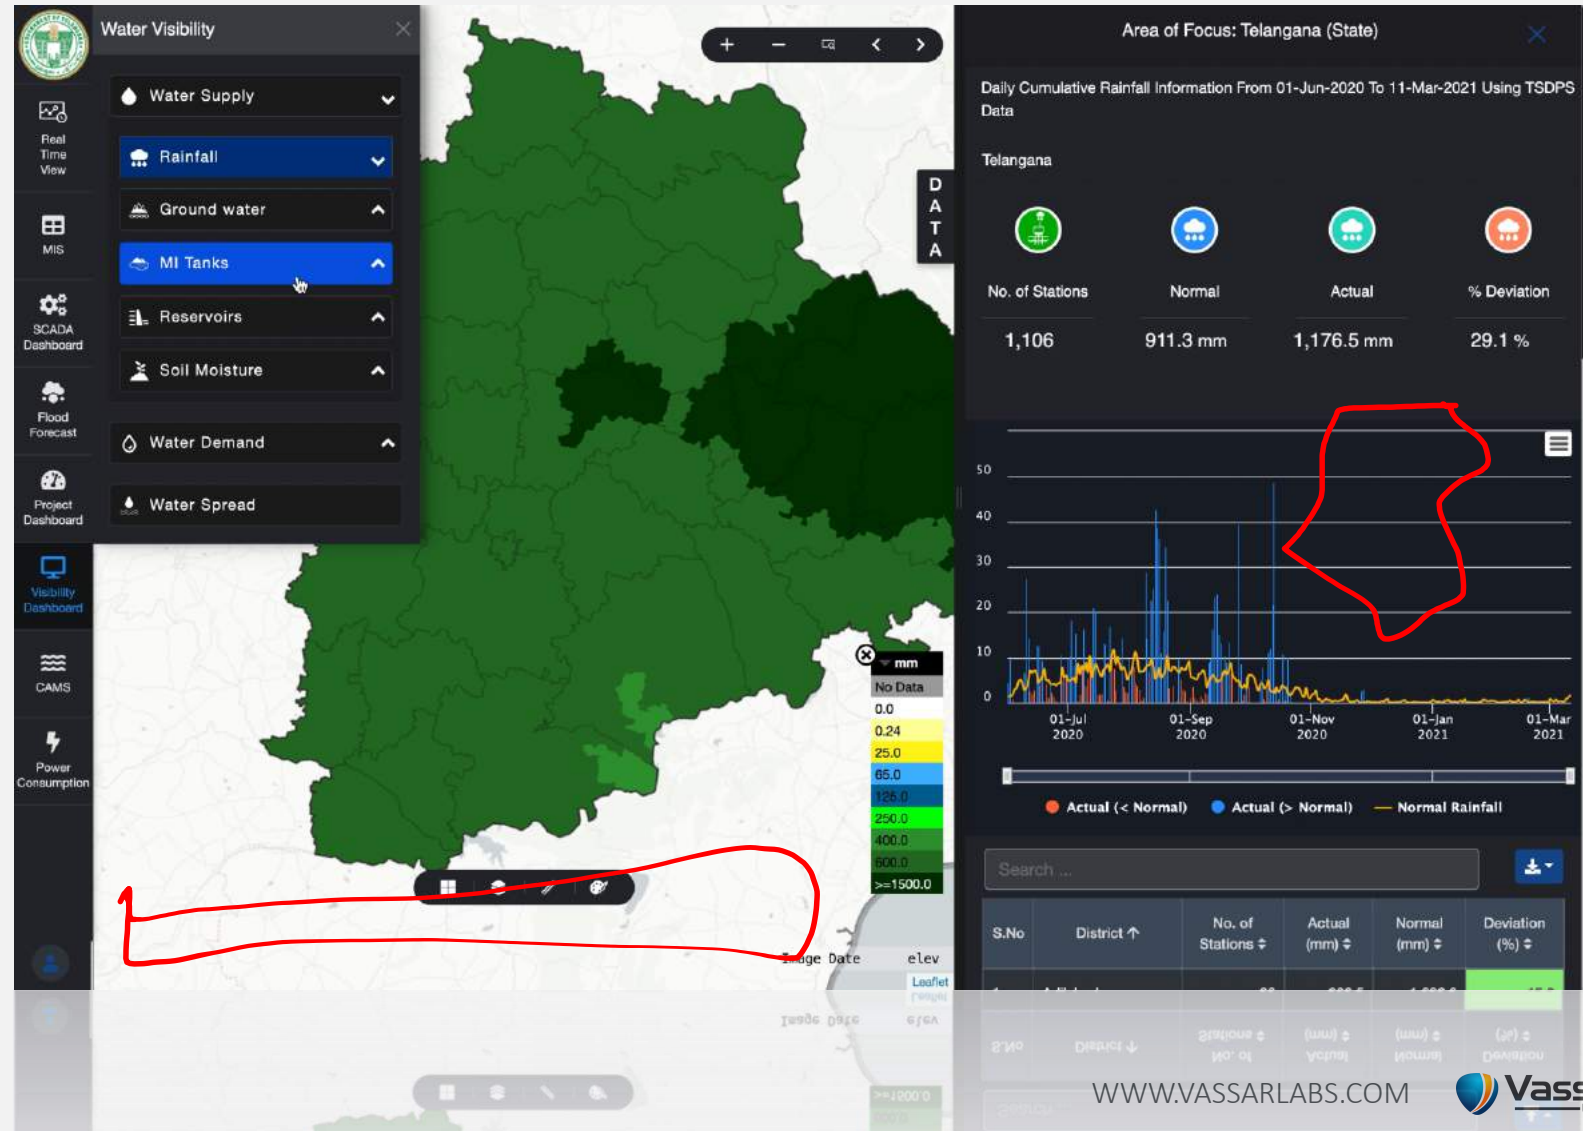 Water Visibility
Water Supply
Rainfall
Ground water
MI Tanks
Reservoirs
Soil Moisture
Water Demand
Water Spread
Real
Time
View
MIS
SCADA
Dashboard
Flood
Forecast
Project
Dashboard
Visibility
Dashboard
CAMS
Power
Consumption
D
A
T
A
mm
No Data
0.0
0.24
25.0
65.0
125.0
250.0
400.0
600.0
>=1500.0
Image Date elev
Leaflet
Area of Focus: Telangana (State)
Daily Cumulative Rainfall Information From 01-Jun-2020 To 11-Mar-2021 Using TSDPS
Data
Telangana
No. of Stations Normal Actual % Deviation
1,106 911.3 mm 1,176.5 mm 29.1 %
50
40
30
20
10
0
01-Jul 01-Sep 01-Nov 01-Jan 01-Mar
2020 2020 2020 2021 2021
Actual (< Normal) Actual (> Normal) Normal Rainfall
Search ...
S.No District No. of Stations Actual (mm) Normal (mm) Deviation (%)
WWW.VASSARLABS.COM